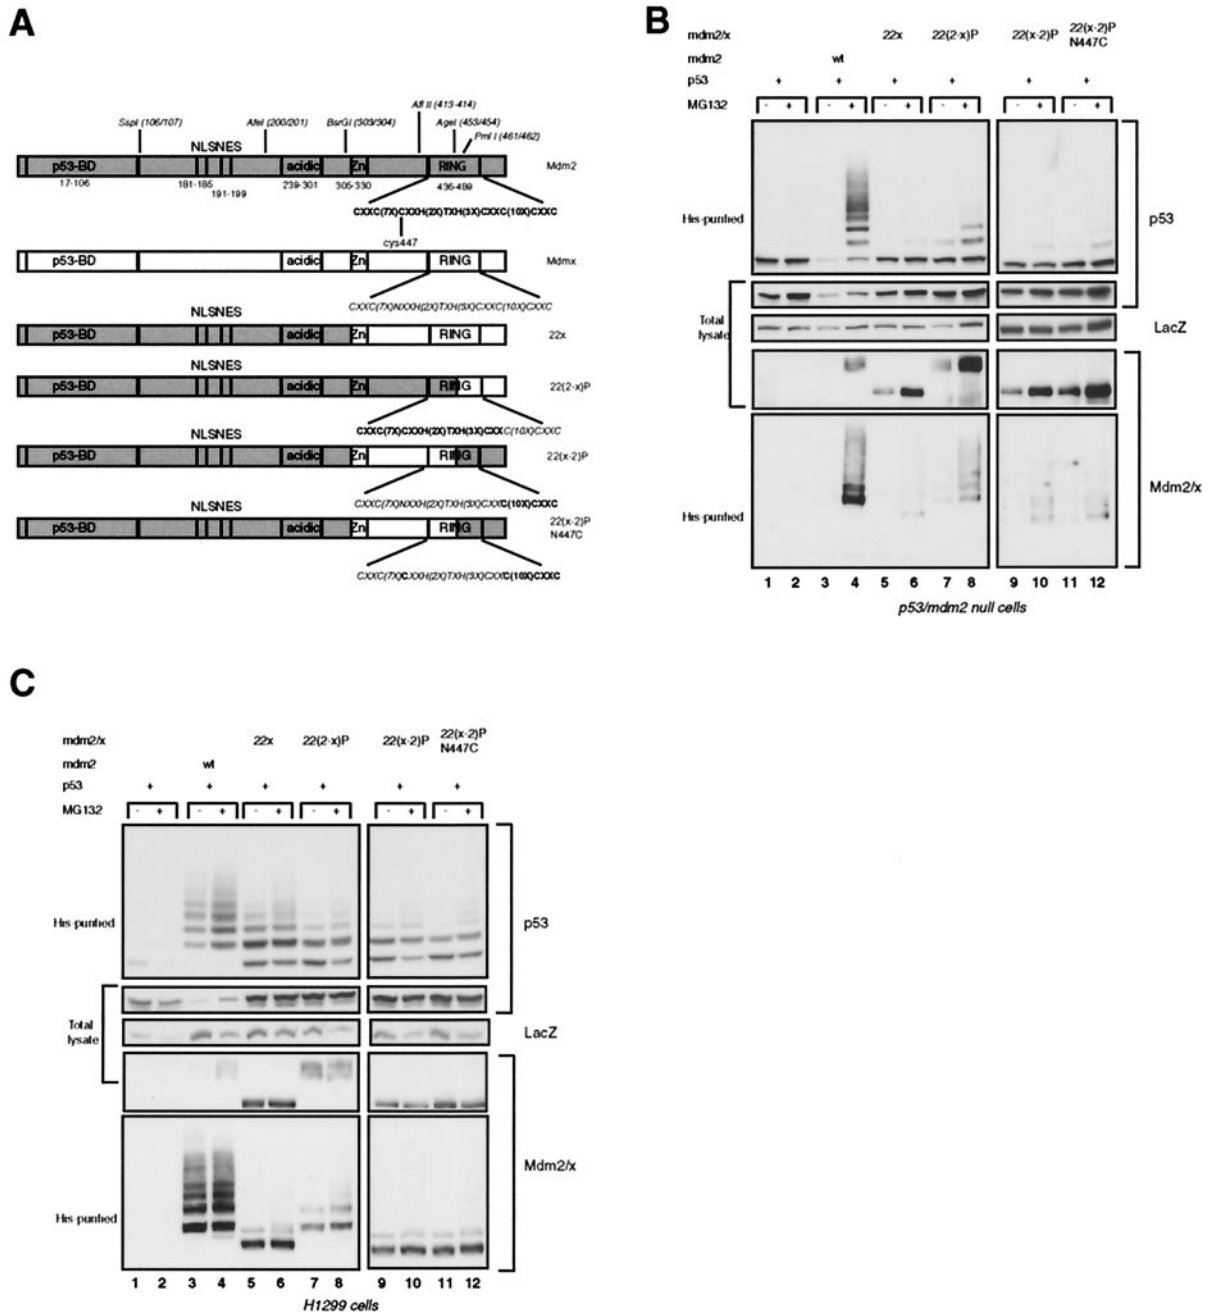 A
Afl II (413-414)
SspI (106/107)
AfeI (200/201)
BsrGI (303/304)
AgeI (453/454)
Pml I (461/462)
NLS NES
p53-BD
acidic
Zn
RING
Mdm2
17-106
181-185
191-199
239-301
305-330
436-489
CXXC(7X)CXXH(2X)TXH(3X)CXXC(10X)CXXC
cys447
p53-BD
acidic
Zn
RING
Mdmx
CXXC(7X)NXXH(2X)TXH(3X)CXXC(10X)CXXC
NLSNES
p53-BD
acidic
Zn
RING
22x
NLSNES
p53-BD
acidic
Zn
RING
22(2-x)P
CXXC(7X)CXXH(2X)TXH(3X)CXXC(10X)CXXC
NLSNES
p53-BD
acidic
Zn
RING
22(x-2)P
CXXC(7X)NXXH(2X)TXH(3X)CXXC(10X)CXXC
NLSNES
p53-BD
acidic
Zn
RING
22(x-2)P
N447C
CXXC(7X)CXXH(2X)TXH(3X)CXXC(10X)CXXC
B
mdm2/x 22x 22(2-x)P 22(x-2)P 22(x-2)P N447C
mdm2 wt
p53 + + + + + +
MG132 - + - + - + - + - + - +
His-purified
p53
Total lysate
LacZ
Mdm2/x
His-purified
1 2 3 4 5 6 7 8 9 10 11 12
p53/mdm2 null cells
C
mdm2/x 22x 22(2-x)P 22(x-2)P 22(x-2)P N447C
mdm2 wt
p53 + + + + + +
MG132 - + - + - + - + - + - +
His-purified
p53
Total lysate
LacZ
Mdm2/x
His-purified
1 2 3 4 5 6 7 8 9 10 11 12
H1299 cells